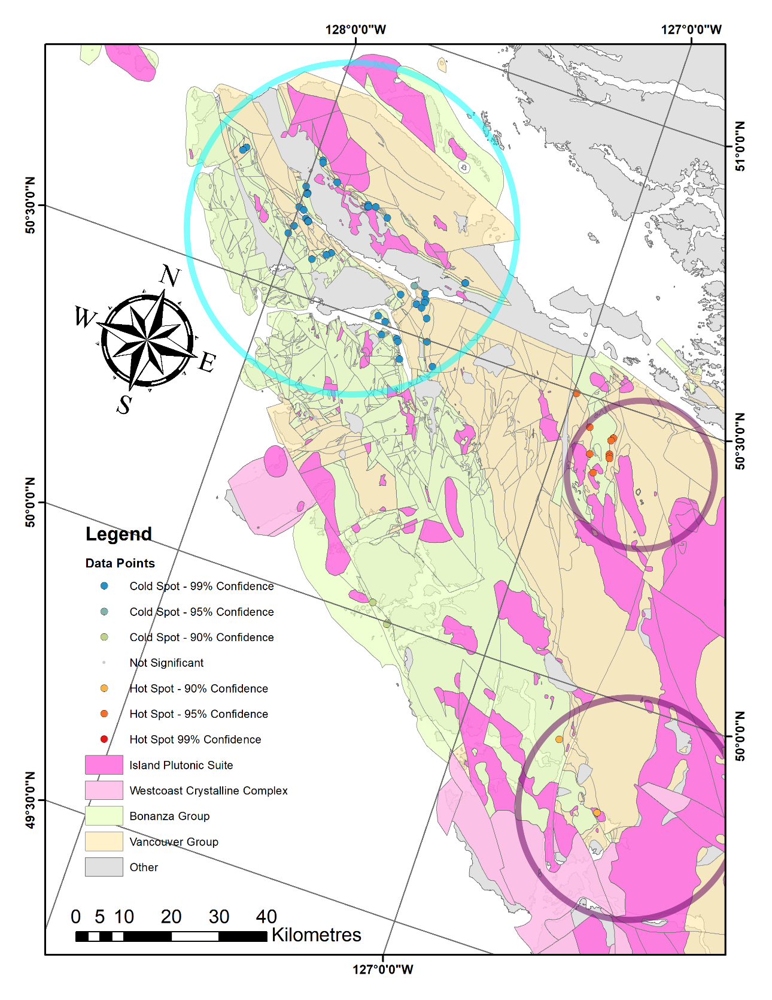 128°0'0"W 127°0'0"W
51°0'0"N
50°30'0"N
N
W
E
S
50°30'0"N
50°0'0"N
Legend
Data Points
Cold Spot - 99% Confidence
Cold Spot - 95% Confidence
Cold Spot - 90% Confidence
Not Significant
Hot Spot - 90% Confidence
Hot Spot - 95% Confidence
Hot Spot 99% Confidence
Island Plutonic Suite
Westcoast Crystalline Complex
Bonanza Group
Vancouver Group
Other
50°0'0"N
49°30'0"N
0 5 10 20 30 40
Kilometres
127°0'0"W